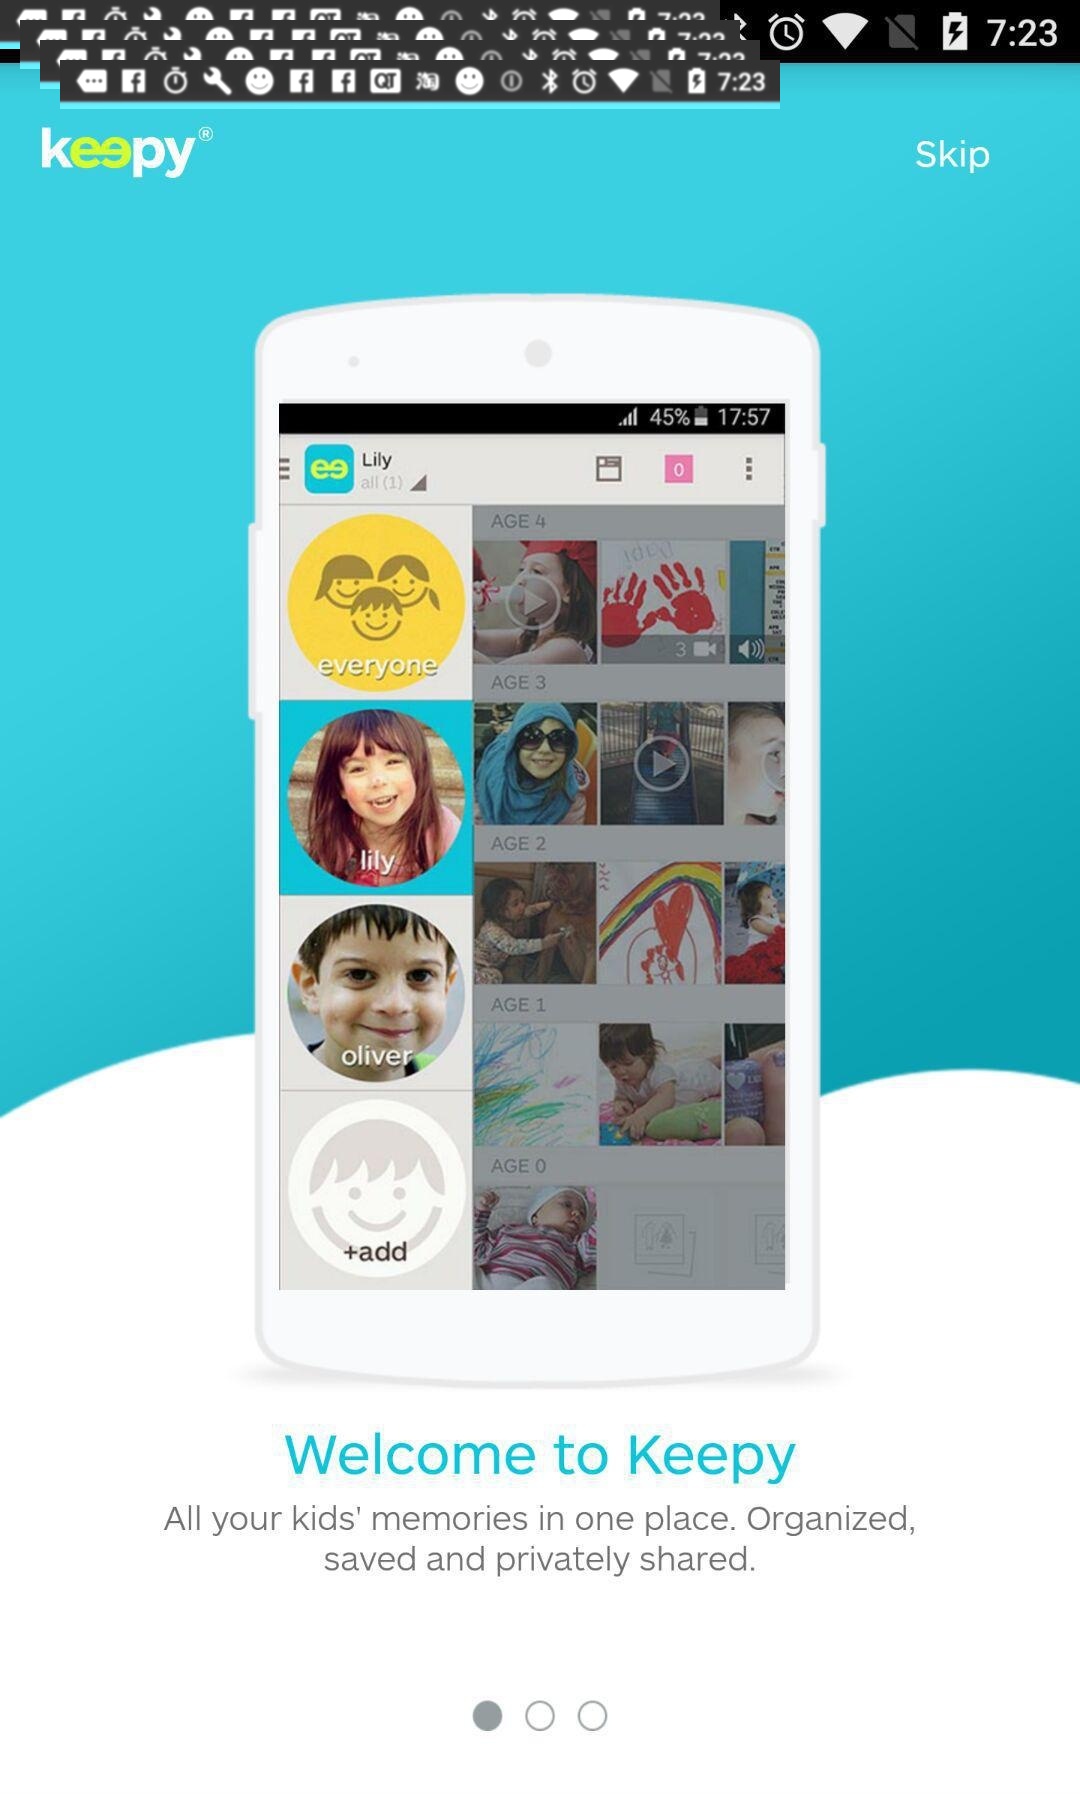 7:23
7:23
keepy®
Skip
45% 17:57
Lily
all (1)
0
everyone
lily
oliver
+add
AGE 4
3
AGE 3
AGE 2
AGE 1
AGE 0
Welcome to Keepy
All your kids' memories in one place. Organized,
saved and privately shared.